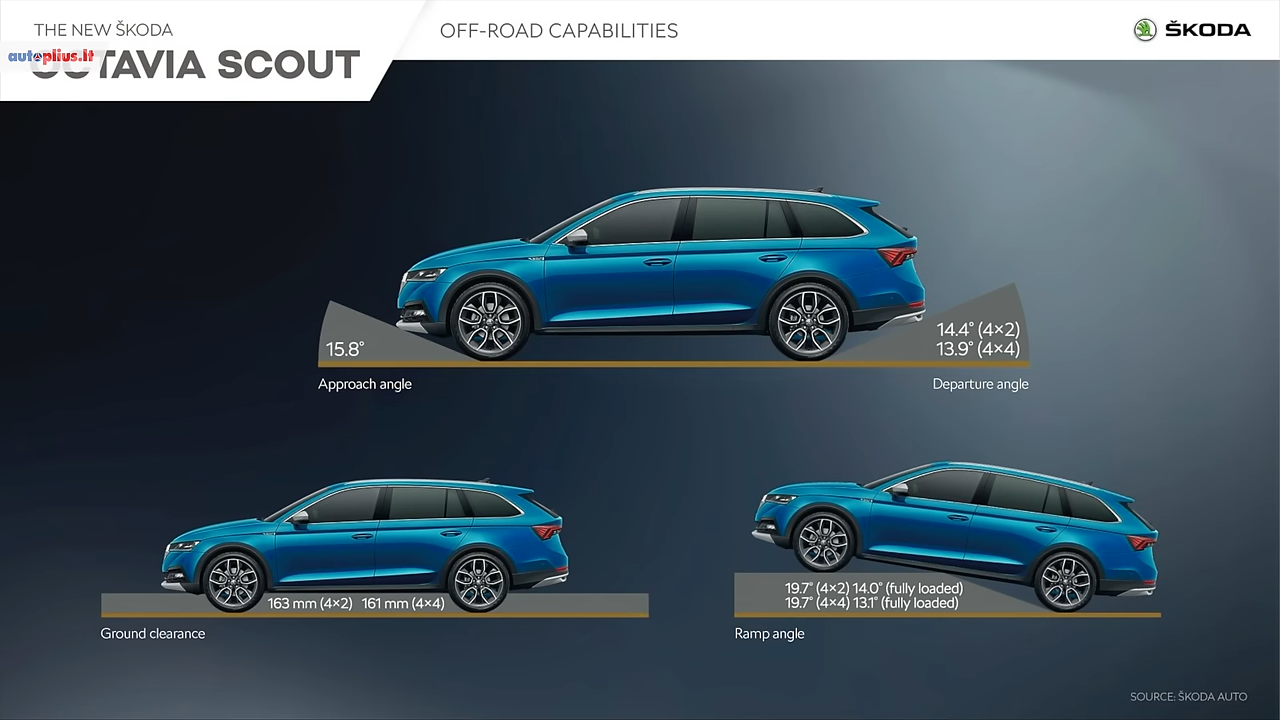 THE NEW ŠKODA
OCTAVIA SCOUT
autoplius.lt
OFF-ROAD CAPABILITIES
ŠKODA
15.8°
14.4° (4×2)
13.9° (4×4)
Approach angle
Departure angle
163 mm (4×2) 161 mm (4×4)
Ground clearance
19.7° (4×2) 14.0° (fully loaded)
19.7° (4×4) 13.1° (fully loaded)
Ramp angle
SOURCE: ŠKODA AUTO